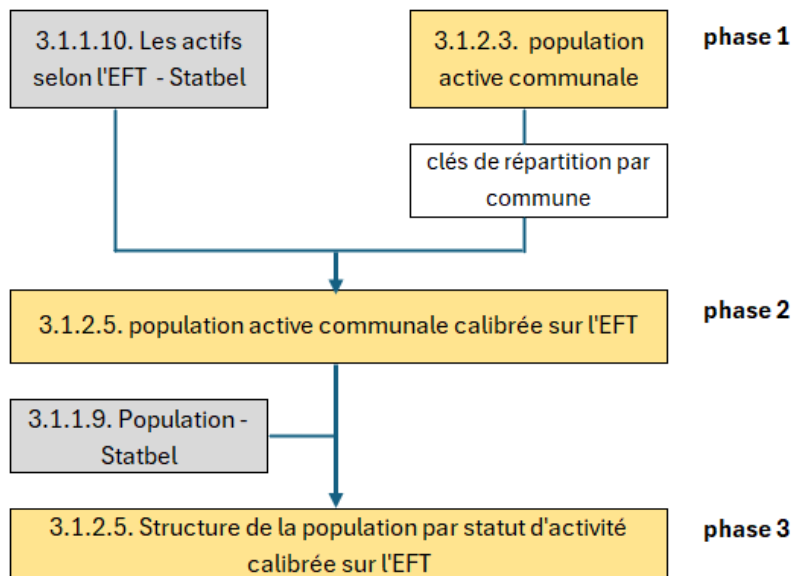 3.1.1.10. Les actifs
selon l'EFT - Statbel
3.1.2.3. population
active communale
phase 1
clés de répartition par
commune
3.1.2.5. population active communale calibrée sur l'EFT
phase 2
3.1.1.9. Population -
Statbel
3.1.2.5. Structure de la population par statut d'activité
calibrée sur l'EFT
phase 3